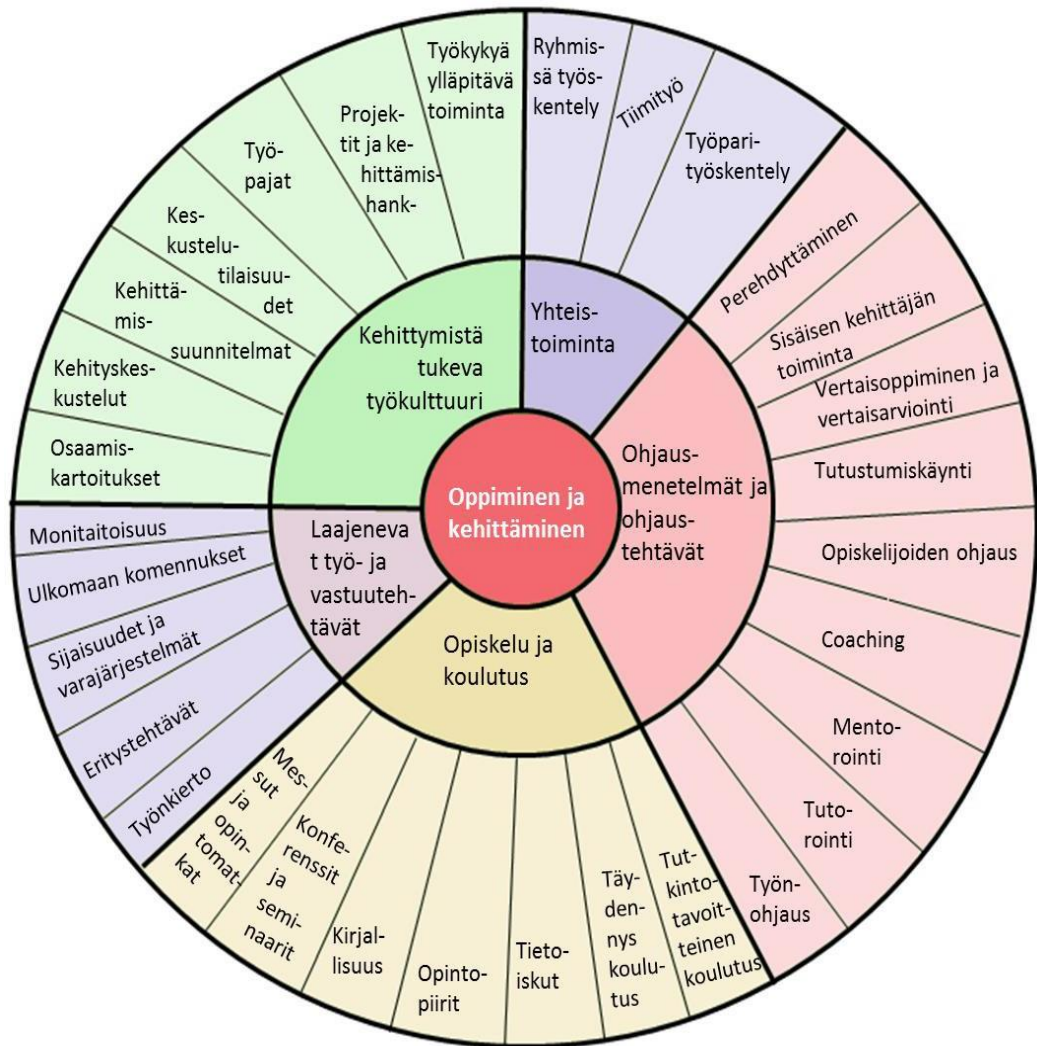 Oppiminen ja
kehittäminen
Yhteis-
toiminta
Ryhmis-
sä työs-
kentely
Tiimityö
Työpari-
työskentely
Ohjaus-
menetelmät ja
ohjaus-
tehtävät
Perehdyttäminen
Sisäisen kehittäjän
toiminta
Vertaisoppiminen ja
vertaisarviointi
Tutustumiskäynti
Opiskelijoiden ohjaus
Coaching
Mento-
rointi
Tuto-
rointi
Työn-
ohjaus
Opiskelu ja
koulutus
Tut-
kinto-
tavoit-
teinen
koulutus
Täy-
den-
nys
koulu-
tus
Tieto-
iskut
Opinto-
piirit
Kirjal-
lisuus
Konfe-
renssit
ja
semi-
naarit
Mes-
sut
ja
opin-
tomat-
kat
Laajeneva
t työ- ja
vastuuteh-
tävät
Työnkierto
Eritystehtävät
Sijaisuudet ja
varajärjestelmät
Ulkomaan komennukset
Monitaitoisuus
Kehittymistä
tukeva
työkulttuuri
Osaamis-
kartoitukset
Kehityskes-
kustelut
Kehittä-
mis-
suunnitelmat
Kes-
kustelu-
tilaisuu-
det
Työ-
pajat
Projek-
tit ja ke-
hittämis-
hank-
Työkykyä
ylläpitävä
toiminta